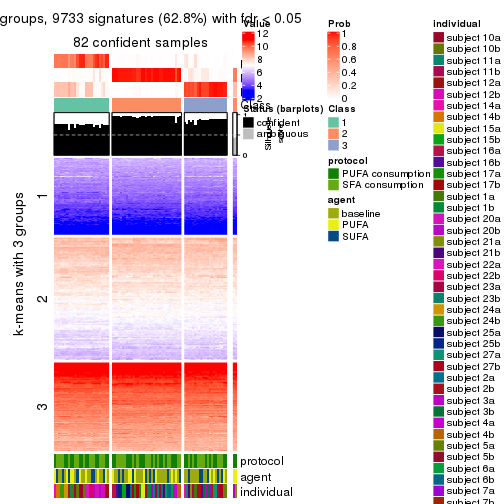 groups, 9733 signatures (62.8%) with fdr < 0.05
82 confident samples
k-means with 3 groups
1
2
3
Value
12
10
8
6
4
2
Prob
1
0.8
0.6
0.4
0.2
0
Status (barplots)
confident
ambiguous
Class
1
2
3
Class
0
protocol
PUFA consumption
SFA consumption
agent
baseline
PUFA
SUFA
protocol
agent
individual
individual
subject 10a
subject 10b
subject 11a
subject 11b
subject 12a
subject 12b
subject 14a
subject 14b
subject 15a
subject 15b
subject 16a
subject 16b
subject 17a
subject 17b
subject 1a
subject 1b
subject 20a
subject 20b
subject 21a
subject 21b
subject 22a
subject 22b
subject 23a
subject 23b
subject 24a
subject 24b
subject 25a
subject 25b
subject 27a
subject 27b
subject 2a
subject 2b
subject 3a
subject 3b
subject 4a
subject 4b
subject 5a
subject 5b
subject 6a
subject 6b
subject 7a
subject 7b